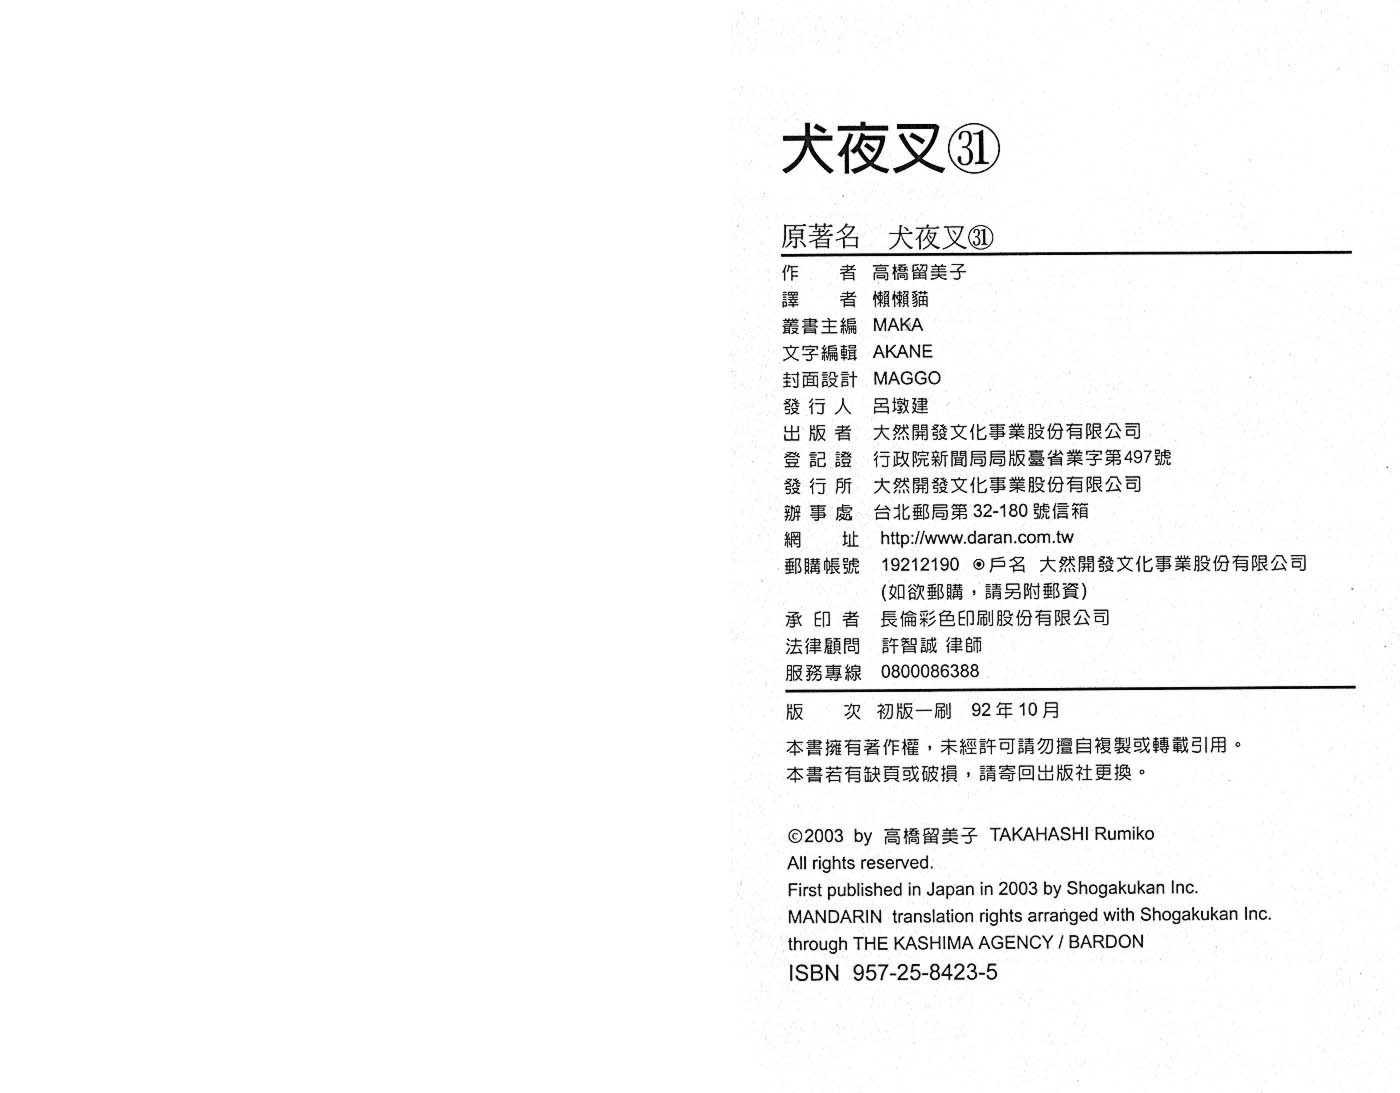 犬夜叉㉛
原著名 犬夜叉㉛
作 者 高橋留美子
譯 者 懶懶貓
叢書主編 MAKA
文字編輯 AKANE
封面設計 MAGGO
發行人 呂墩建
出版者 大然開發文化事業股份有限公司
登記證 行政院新聞局局版臺省業字第497號
發行所 大然開發文化事業股份有限公司
辦事處 台北郵局第32-180號信箱
網 址 http://www.daran.com.tw
郵購帳號 19212190 ◉戶名 大然開發文化事業股份有限公司
(如欲郵購，請另附郵資)
承印者 長倫彩色印刷股份有限公司
法律顧問 許智誠 律師
服務專線 0800086388
版 次 初版一刷 92年10月
本書擁有著作權，未經許可請勿擅自複製或轉載引用。
本書若有缺頁或破損，請寄回出版社更換。
©2003 by 高橋留美子 TAKAHASHI Rumiko
All rights reserved.
First published in Japan in 2003 by Shogakukan Inc.
MANDARIN translation rights arranged with Shogakukan Inc.
through THE KASHIMA AGENCY / BARDON
ISBN 957-25-8423-5